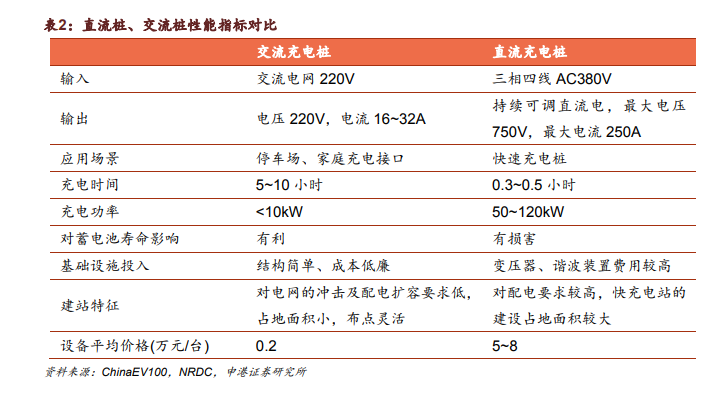 表2：直流桩、交流桩性能指标对比
交流充电桩 直流充电桩
输入 交流电网 220V 三相四线 AC380V
输出 电压 220V，电流 16~32A 持续可调直流电，最大电压
750V，最大电流 250A
应用场景 停车场、家庭充电接口 快速充电桩
充电时间 5~10 小时 0.3~0.5 小时
充电功率 <10kW 50~120kW
对蓄电池寿命影响 有利 有损害
基础设施投入 结构简单、成本低廉 变压器、谐波装置费用较高
建站特征 对电网的冲击及配电扩容要求低， 对配电要求较高，快充电站的
占地面积小，布点灵活 建设占地面积较大
设备平均价格(万元/台) 0.2 5~8
资料来源：ChinaEV100，NRDC，申港证券研究所